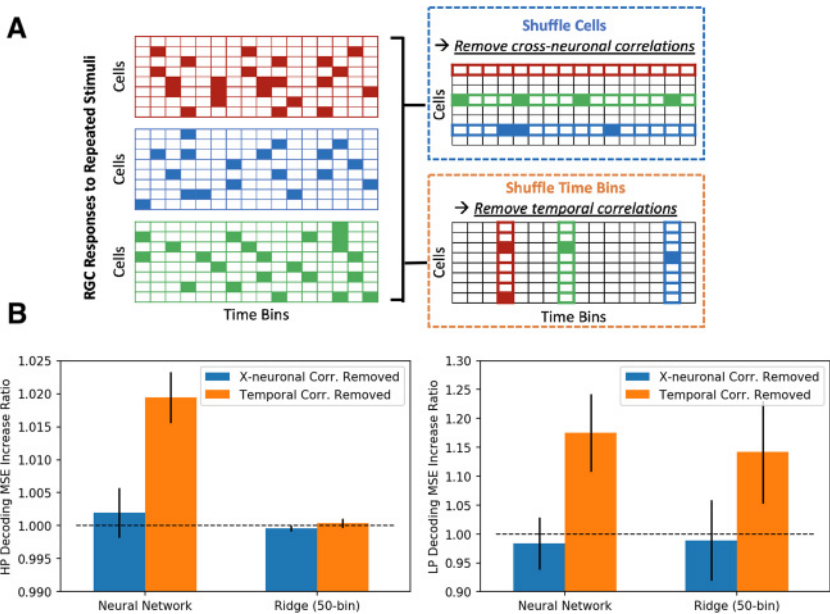 A
RGC Responses to Repeated Stimuli
Cells
Cells
Cells
Time Bins
Shuffle Cells
→ Remove cross-neuronal correlations
Cells
Shuffle Time Bins
→ Remove temporal correlations
Cells
Time Bins
B
HP Decoding MSE Increase Ratio
1.025
1.020
1.015
1.010
1.005
1.000
0.995
0.990
X-neuronal Corr. Removed
Temporal Corr. Removed
Neural Network
Ridge (50-bin)
LP Decoding MSE Increase Ratio
1.30
1.25
1.20
1.15
1.10
1.05
1.00
0.95
0.90
X-neuronal Corr. Removed
Temporal Corr. Removed
Neural Network
Ridge (50-bin)